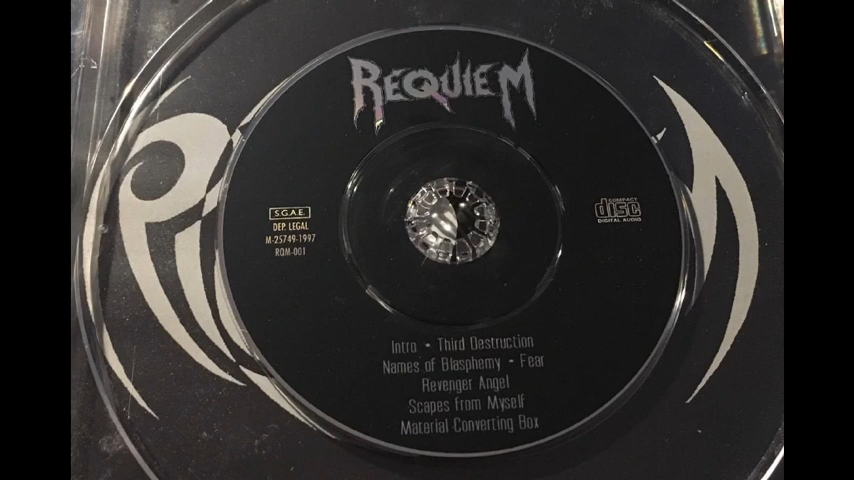 REQUIEM
S.G.A.E.
DEP. LEGAL
M-25749-1997
RQM-001
COMPACT
disc
DIGITAL AUDIO
Intro • Third Destruction
Names of Blasphemy • Fear
Revenger Angel
Scapes from Myself
Material Converting Box